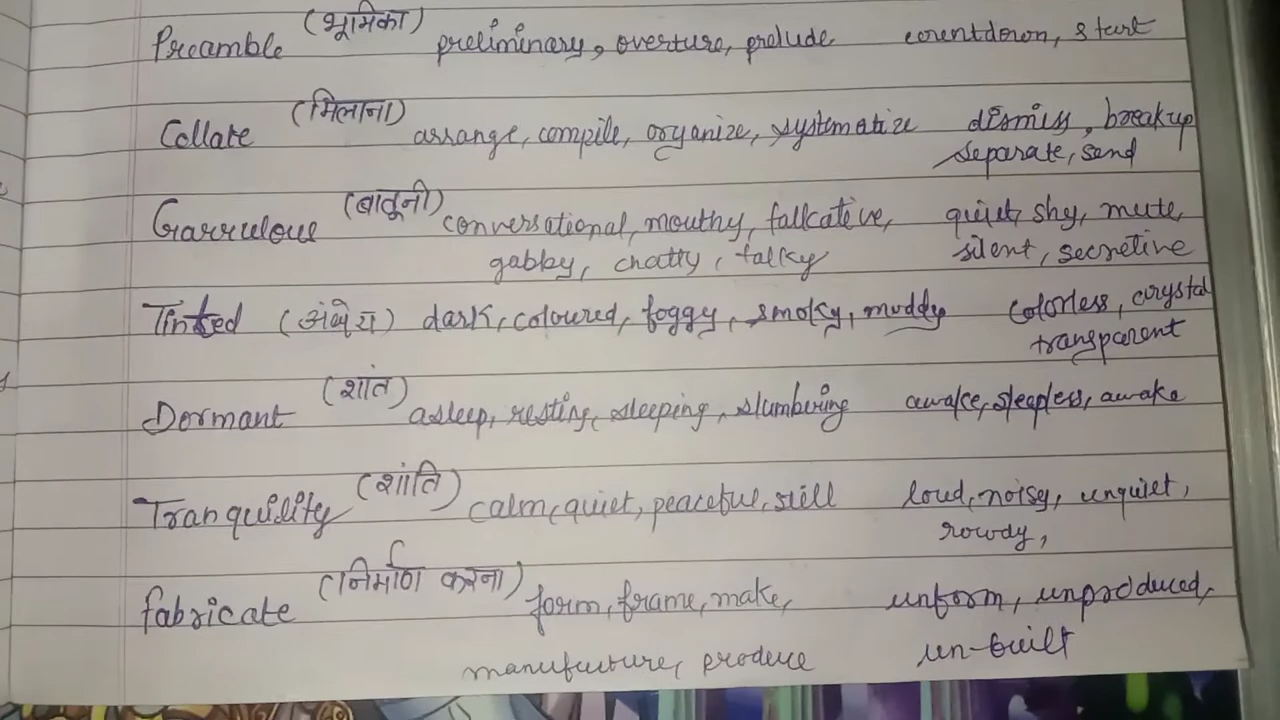 Preamble (भूमिका) preliminary, overture, prelude countdown, start
Collate (मिलाना) arrange, compile, organize, systematize dismiss, breakup
separate, send
Garrulous (बातूनी) conversational, mouthy, talkative, quiet, shy, mute,
gabby, chatty, talky silent, secretive
Tinted dark, coloured, foggy, smoky, muddy colorless, crystal
transparent
Dormant (शांत) asleep, resting, sleeping, slumbering awake, sleepless, awake
Tranquility (शांति) calm, quiet, peaceful, still loud, noisy, unquiet,
rowdy,
fabricate (निर्माण करना) form, frame, make, unform, unproduced,
manufacture, produce un-built